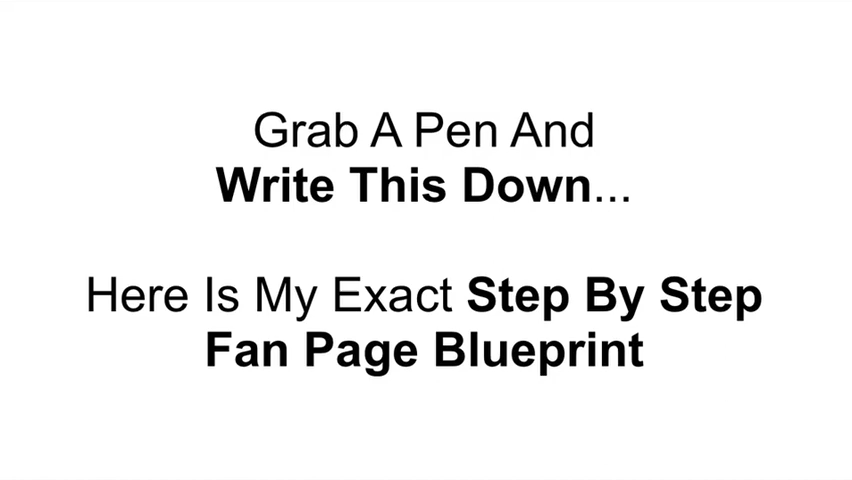 Grab A Pen And
Write This Down...
Here Is My Exact Step By Step
Fan Page Blueprint